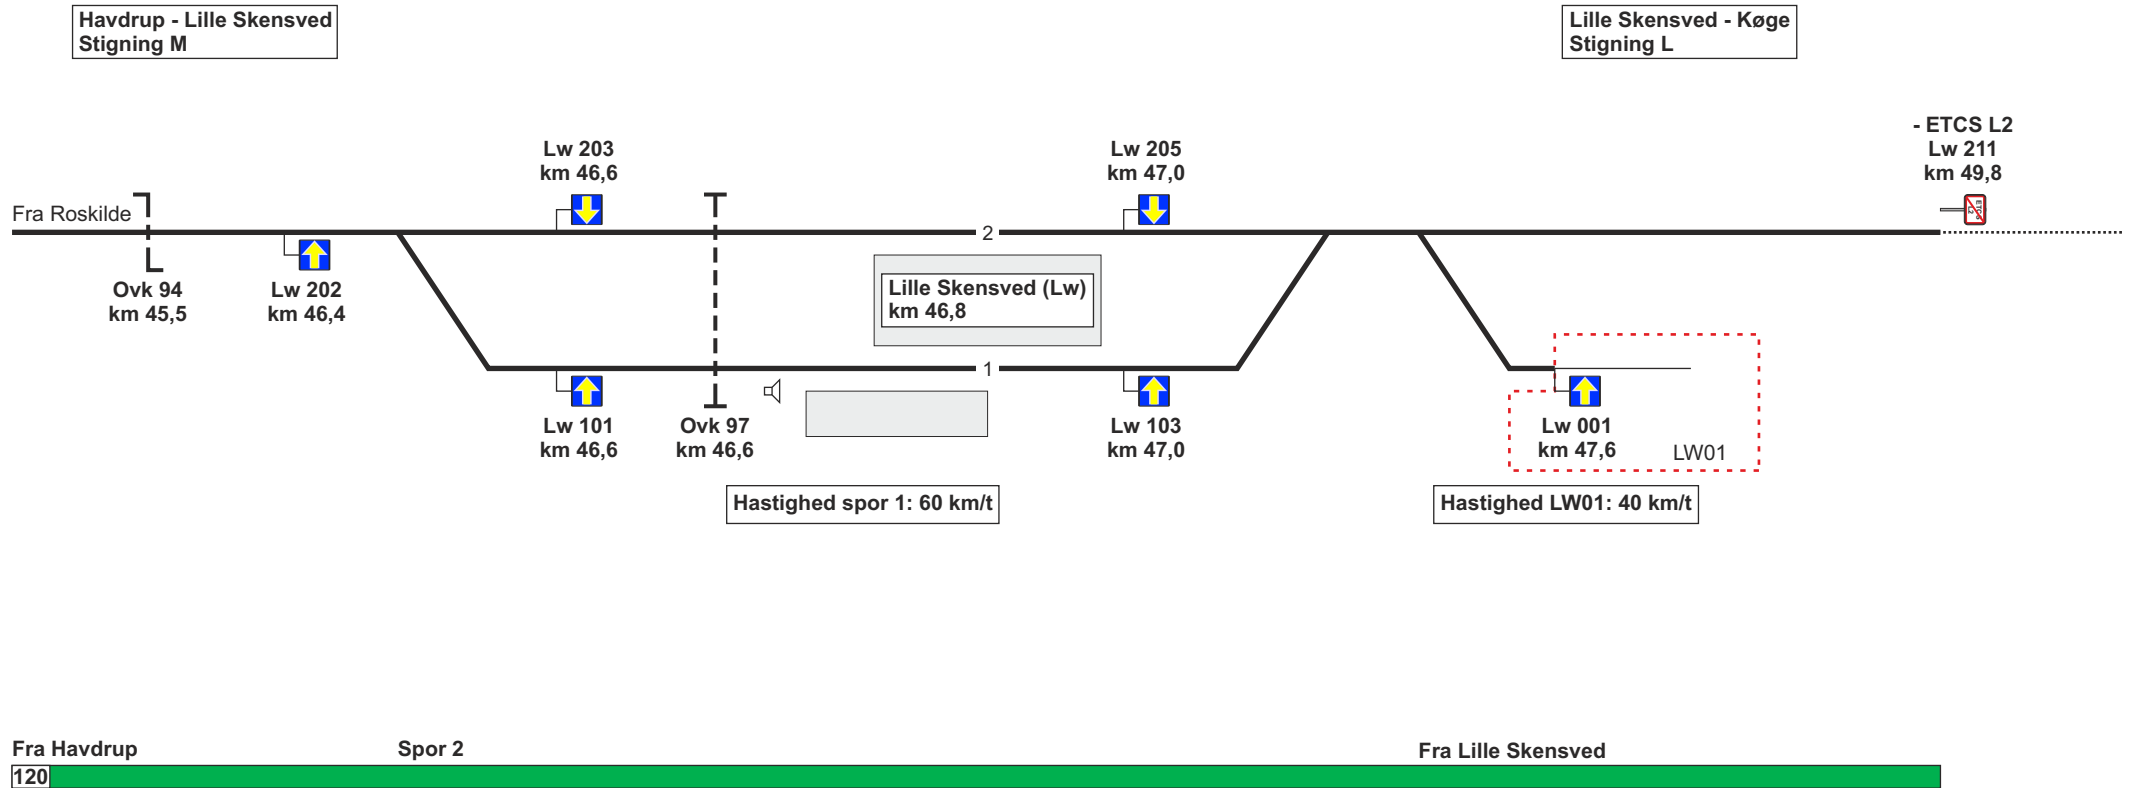 Havdrup - Lille Skensved
Stigning M
Lille Skensved - Køge
Stigning L
- ETCS L2
Lw 211
km 49,8
Lw 203
km 46,6
Lw 205
km 47,0
ETCS
L2
Fra Roskilde
2
Ovk 94
km 45,5
Lw 202
km 46,4
Lille Skensved (Lw)
km 46,8
1
Lw 101
km 46,6
Ovk 97
km 46,6
Lw 103
km 47,0
Lw 001
km 47,6
LW01
Hastighed spor 1: 60 km/t
Hastighed LW01: 40 km/t
Fra Havdrup
Spor 2
Fra Lille Skensved
120